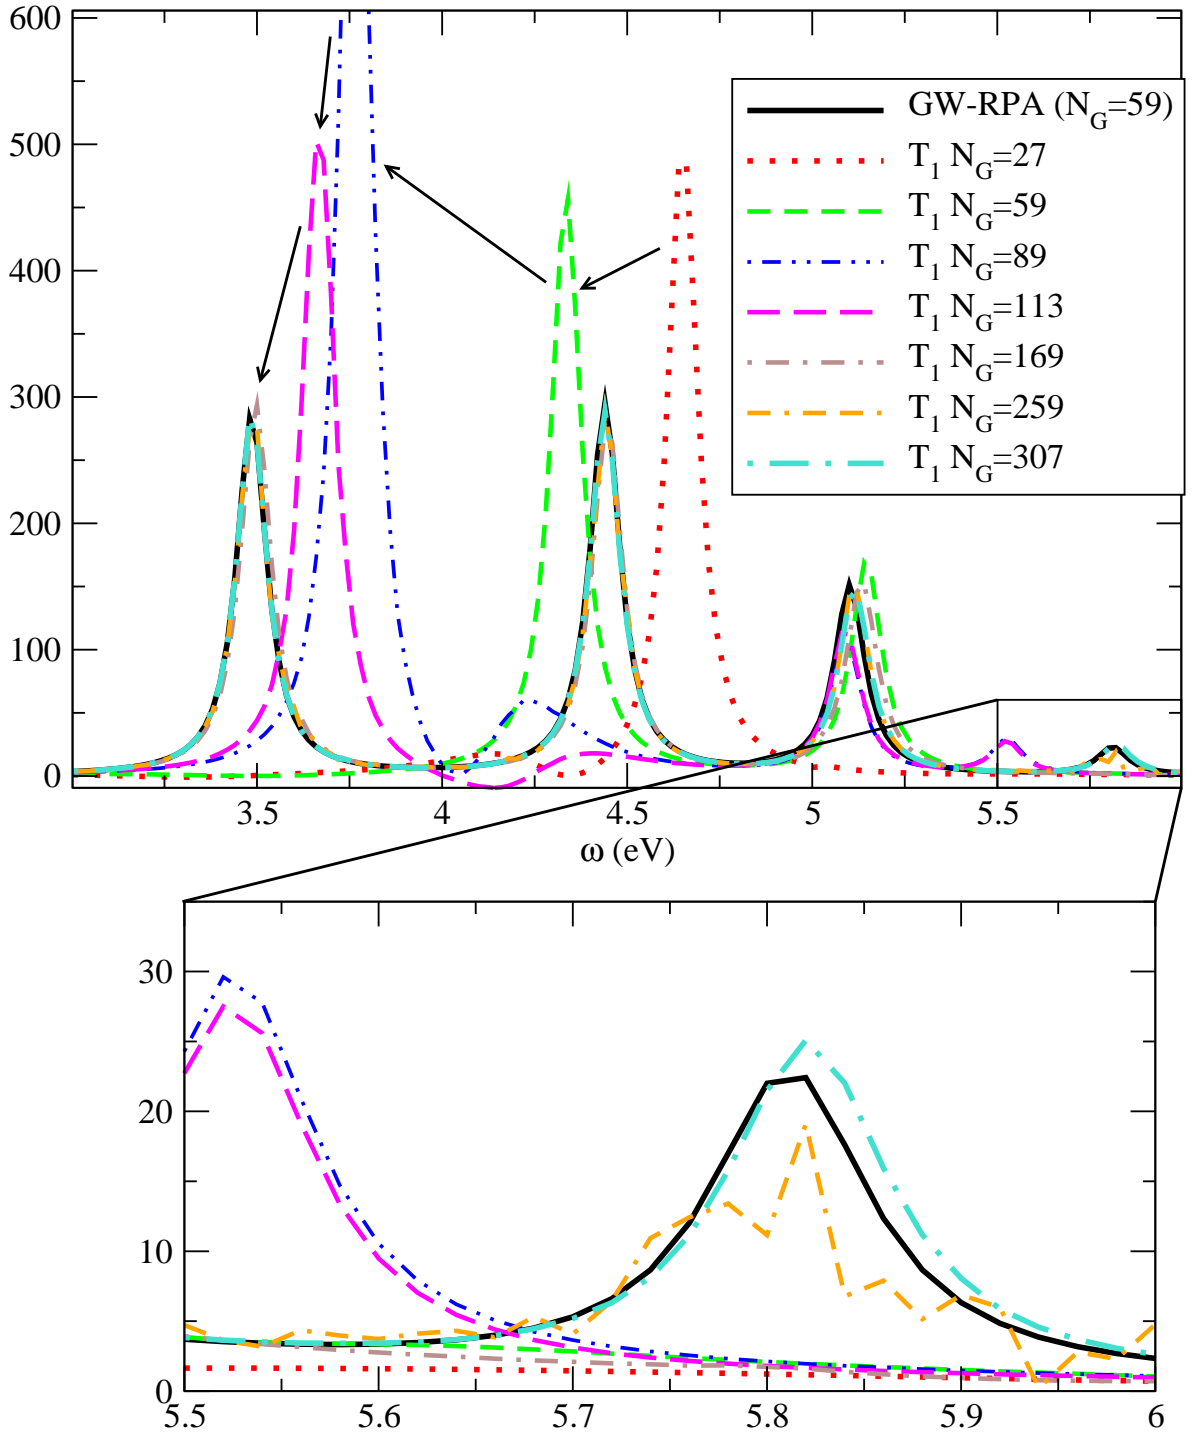 600
500
400
300
200
100
0
GW-RPA (N_G=59)
T_1 N_G=27
T_1 N_G=59
T_1 N_G=89
T_1 N_G=113
T_1 N_G=169
T_1 N_G=259
T_1 N_G=307
3.5 4 4.5 5 5.5
ω (eV)
30
20
10
0
5.5 5.6 5.7 5.8 5.9 6